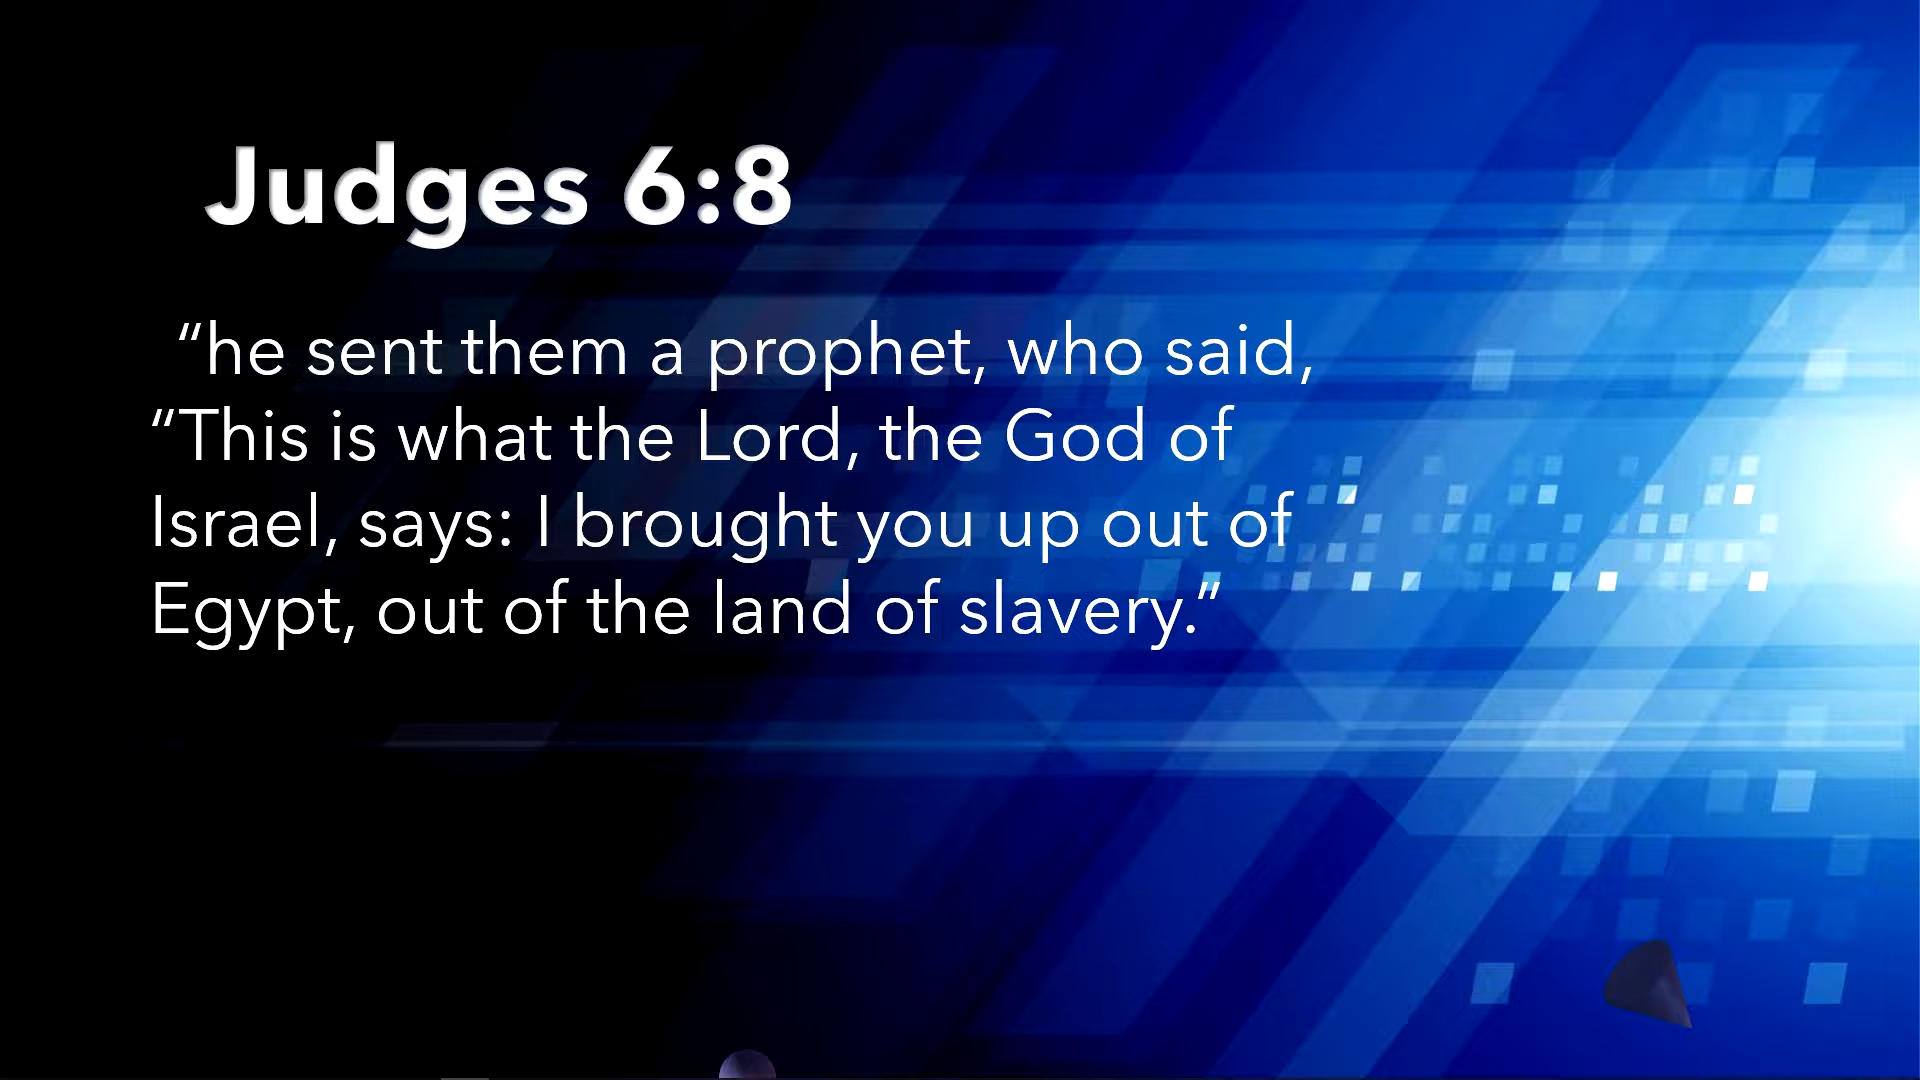 Judges 6:8
“he sent them a prophet, who said,
“This is what the Lord, the God of
Israel, says: I brought you up out of
Egypt, out of the land of slavery.”